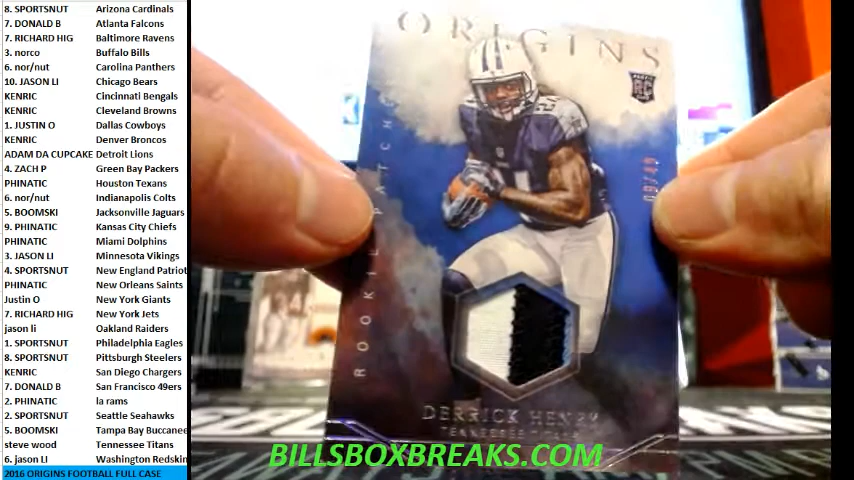 8. SPORTSNUT Arizona Cardinals
7. DONALD B Atlanta Falcons
7. RICHARD HIG Baltimore Ravens
3. norco Buffalo Bills
6. nor/nut Carolina Panthers
10. JASON LI Chicago Bears
KENRIC Cincinnati Bengals
KENRIC Cleveland Browns
1. JUSTIN O Dallas Cowboys
KENRIC Denver Broncos
ADAM DA CUPCAKE Detroit Lions
4. ZACH P Green Bay Packers
PHINATIC Houston Texans
6. nor/nut Indianapolis Colts
5. BOOMSKI Jacksonville Jaguars
9. PHINATIC Kansas City Chiefs
PHINATIC Miami Dolphins
3. JASON LI Minnesota Vikings
4. SPORTSNUT New England Patriot
PHINATIC New Orleans Saints
Justin O New York Giants
7. RICHARD HIG New York Jets
jason li Oakland Raiders
1. SPORTSNUT Philadelphia Eagles
8. SPORTSNUT Pittsburgh Steelers
KENRIC San Diego Chargers
7. DONALD B San Francisco 49ers
2. PHINATIC la rams
2. SPORTSNUT Seattle Seahawks
5. BOOMSKI Tampa Bay Buccanee
steve wood Tennessee Titans
6. jason LI Washington Redskin
2016 ORIGINS FOOTBALL FULL CASE
ORIGINS
RC
ROOKIE PATCH
DERRICK HENRY
TENNESSEE
BILLSBOXBREAKS.COM